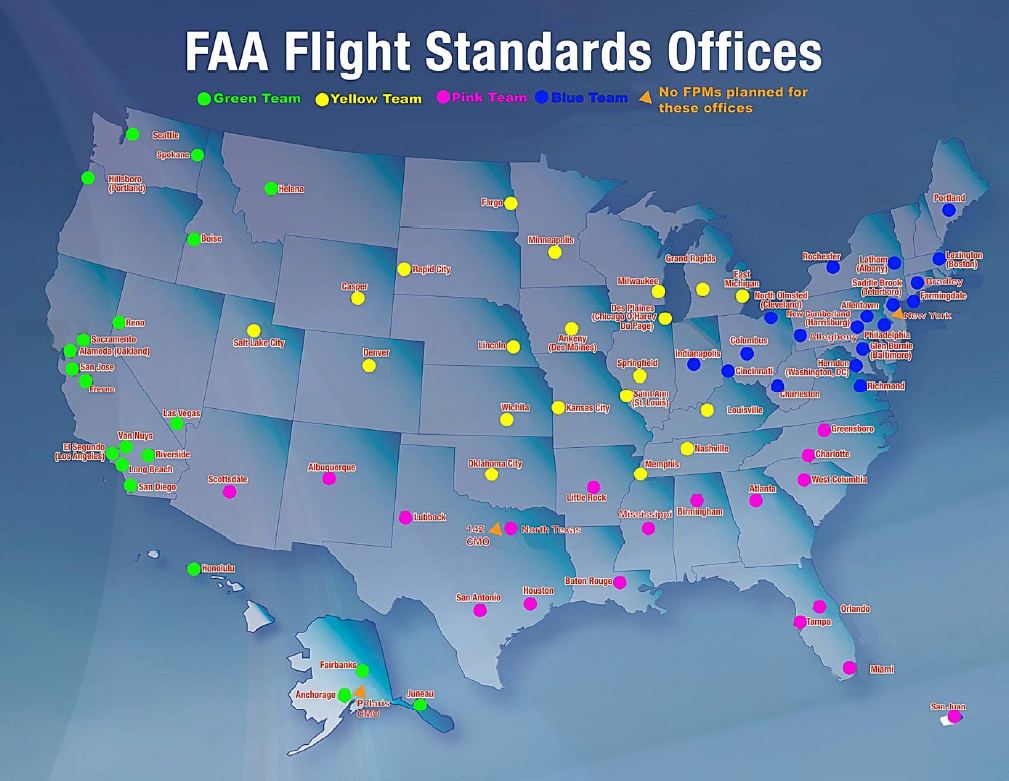 FAA Flight Standards Offices
Green Team
Yellow Team
Pink Team
Blue Team
No FPMs planned for
these offices
Seattle
Spokane
Hillsboro
(Portland)
Helena
Boise
Fargo
Minneapolis
Rapid City
Casper
Salt Lake City
Denver
Reno
Sacramento
Alameda (Oakland)
San Jose
Fresno
Las Vegas
Van Nuys
El Segundo
(Los Angeles)
Riverside
Long Beach
San Diego
Scottsdale
Albuquerque
Lubbock
Lincoln
Ankeny
(Des Moines)
Wichita
Kansas City
Oklahoma City
Milwaukee
Grand Rapids
East
Michigan
Des Plaines
(Chicago O'Hare/
Du Page)
Springfield
Saint Ann
(St. Louis)
Indianapolis
Louisville
Nashville
Memphis
North Olmsted
(Cleveland)
Columbus
Cincinnati
Charleston
Rochester
Latham
(Albany)
Portland
Lexington
(Boston)
Bradley
Saddle Brook
(Teterboro)
Farmingdale
Allentown
New York
New Cumberland
(Harrisburg)
Philadelphia
Allegheny
Glen Burnie
(Baltimore)
Herndon
(Washington, DC)
Richmond
Greensboro
Charlotte
West Columbia
Atlanta
Birmingham
Mississippi
Little Rock
142
CMO
North Texas
Baton Rouge
Houston
San Antonio
Orlando
Tampa
Miami
San Juan
Honolulu
Fairbanks
Anchorage
Polaris
CMO
Juneau